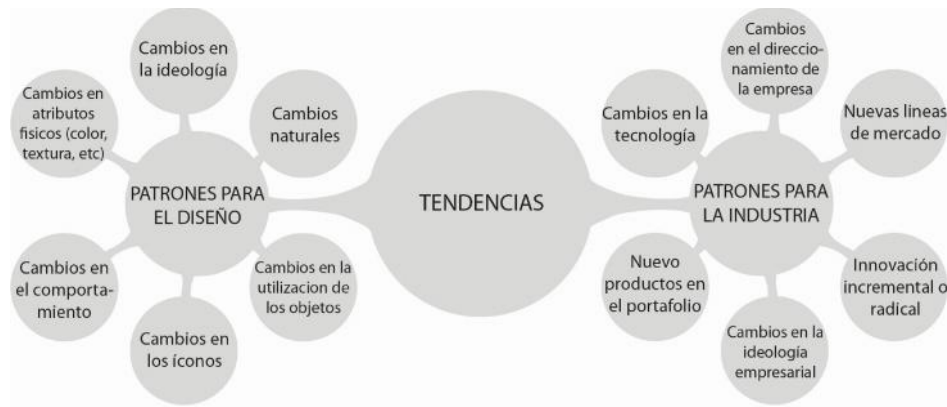 Cambios en
la ideología
Cambios en
atributos
fisicos (color,
textura, etc)
Cambios
naturales
PATRONES PARA
EL DISEÑO
Cambios en
el comporta-
miento
Cambios en la
utilizacion de
los objetos
Cambios en
los íconos
TENDENCIAS
Cambios
en el direccio-
namiento de
la empresa
Cambios en la
tecnología
Nuevas lineas
de mercado
PATRONES PARA
LA INDUSTRIA
Nuevo
productos en
el portafolio
Innovación
incremental o
radical
Cambios en la
ideología
empresarial